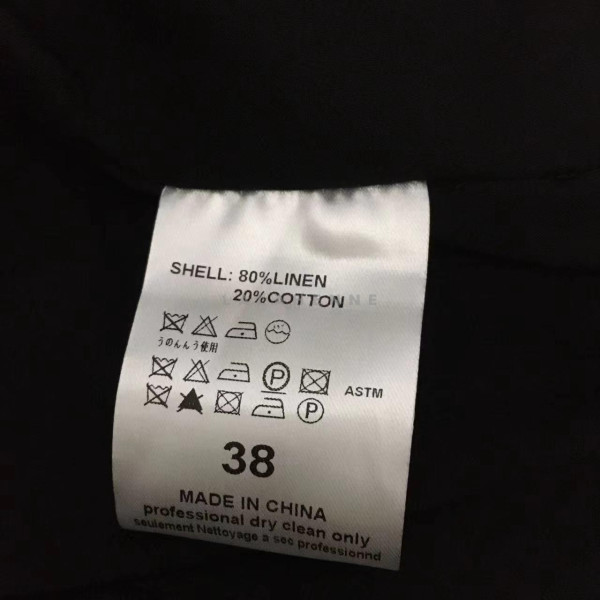 SHELL: 80%LINEN
20%COTTON
うのんんう使用
P
ASTM
P
38
MADE IN CHINA
professional dry clean only
seulement Nettoyage a sec professionnd